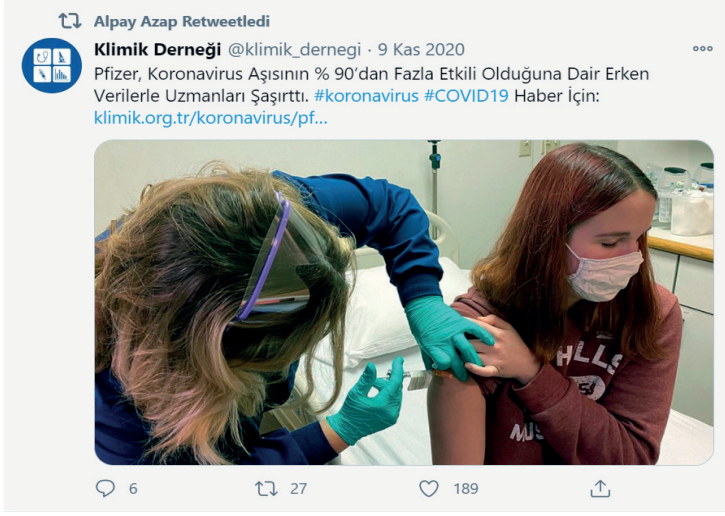 Alpay Azap Retweetledi
Klimik Derneği @klimik_dernegi · 9 Kas 2020
Pfizer, Koronavirus Aşısının % 90’dan Fazla Etkili Olduğuna Dair Erken
Verilerle Uzmanları Şaşırttı. #koronavirus #COVID19 Haber İçin:
klimik.org.tr/koronavirus/pf...
HLLS
6 27 189